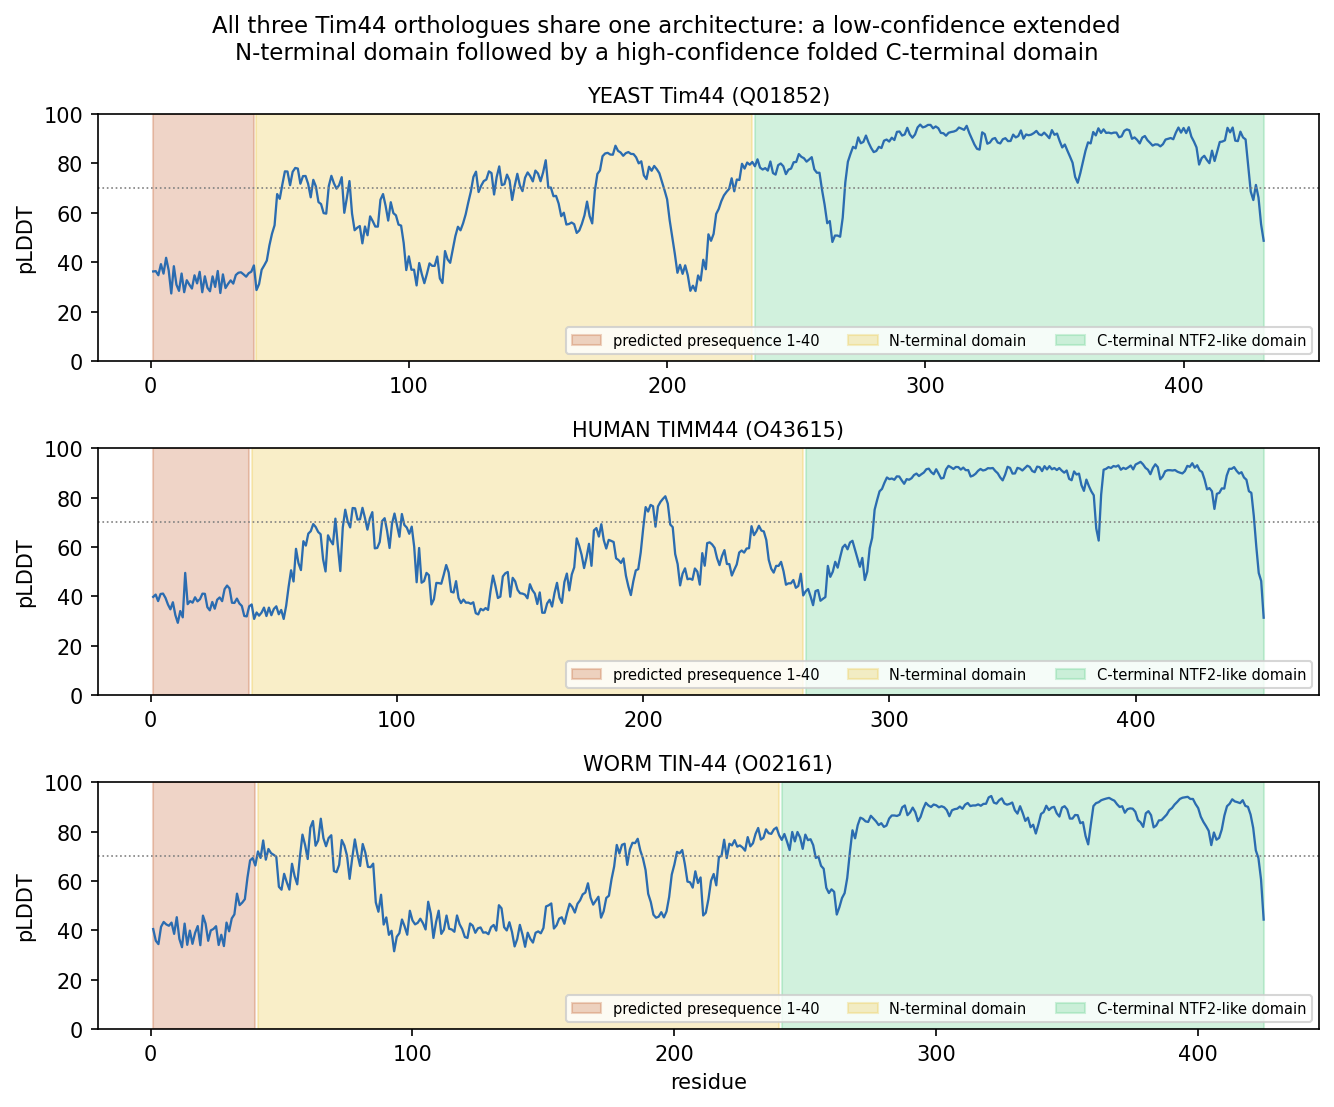 All three Tim44 orthologues share one architecture: a low-confidence extended
N-terminal domain followed by a high-confidence folded C-terminal domain
YEAST Tim44 (Q01852)
100
80
60
40
20
0
pLDDT
predicted presequence 1-40
N-terminal domain
C-terminal NTF2-like domain
0
100
200
300
400
HUMAN TIMM44 (O43615)
100
80
60
40
20
0
pLDDT
predicted presequence 1-40
N-terminal domain
C-terminal NTF2-like domain
0
100
200
300
400
WORM TIN-44 (O02161)
100
80
60
40
20
0
pLDDT
predicted presequence 1-40
N-terminal domain
C-terminal NTF2-like domain
0
100
200
300
400
residue